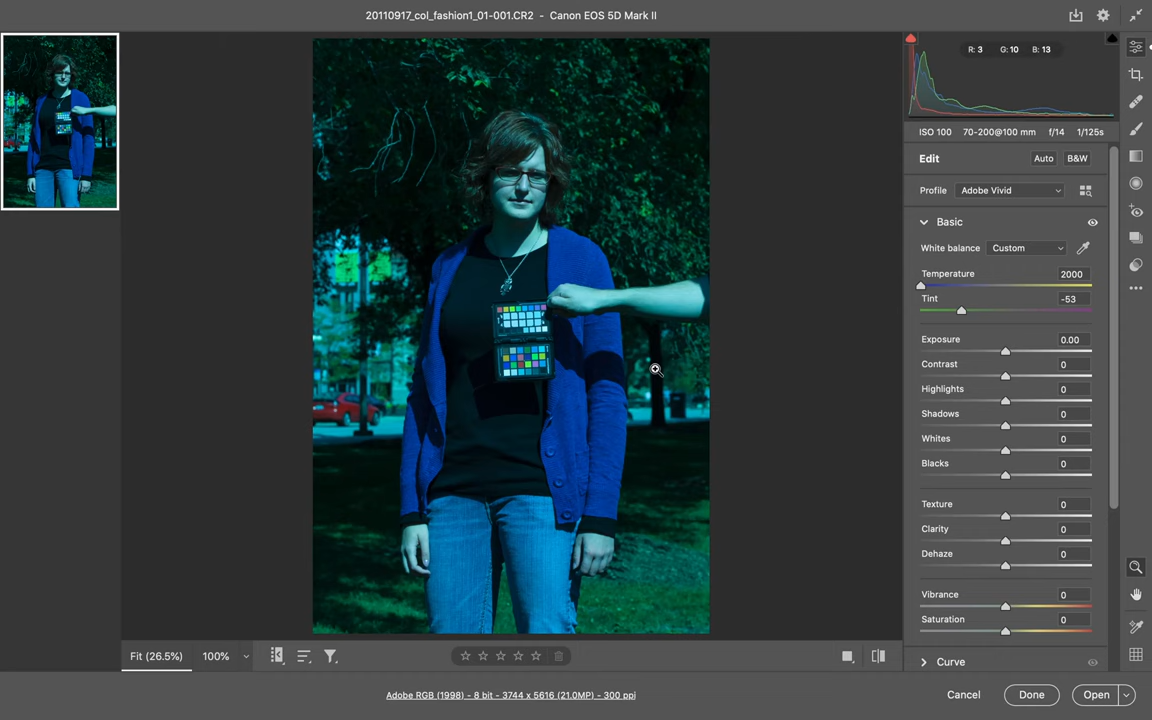 20110917_col_fashion1_01-001.CR2 - Canon EOS 5D Mark II
R: 3 G: 10 B: 13
ISO 100 70-200@100 mm f/14 1/125s
Edit Auto B&W
Profile Adobe Vivid
Basic
White balance Custom
Temperature 2000
Tint -53
Exposure 0.00
Contrast 0
Highlights 0
Shadows 0
Whites 0
Blacks 0
Texture 0
Clarity 0
Dehaze 0
Vibrance 0
Saturation 0
Curve
Fit (26.5%) 100%
Adobe RGB (1998) - 8 bit - 3744 x 5616 (21.0MP) - 300 ppi
Cancel Done Open